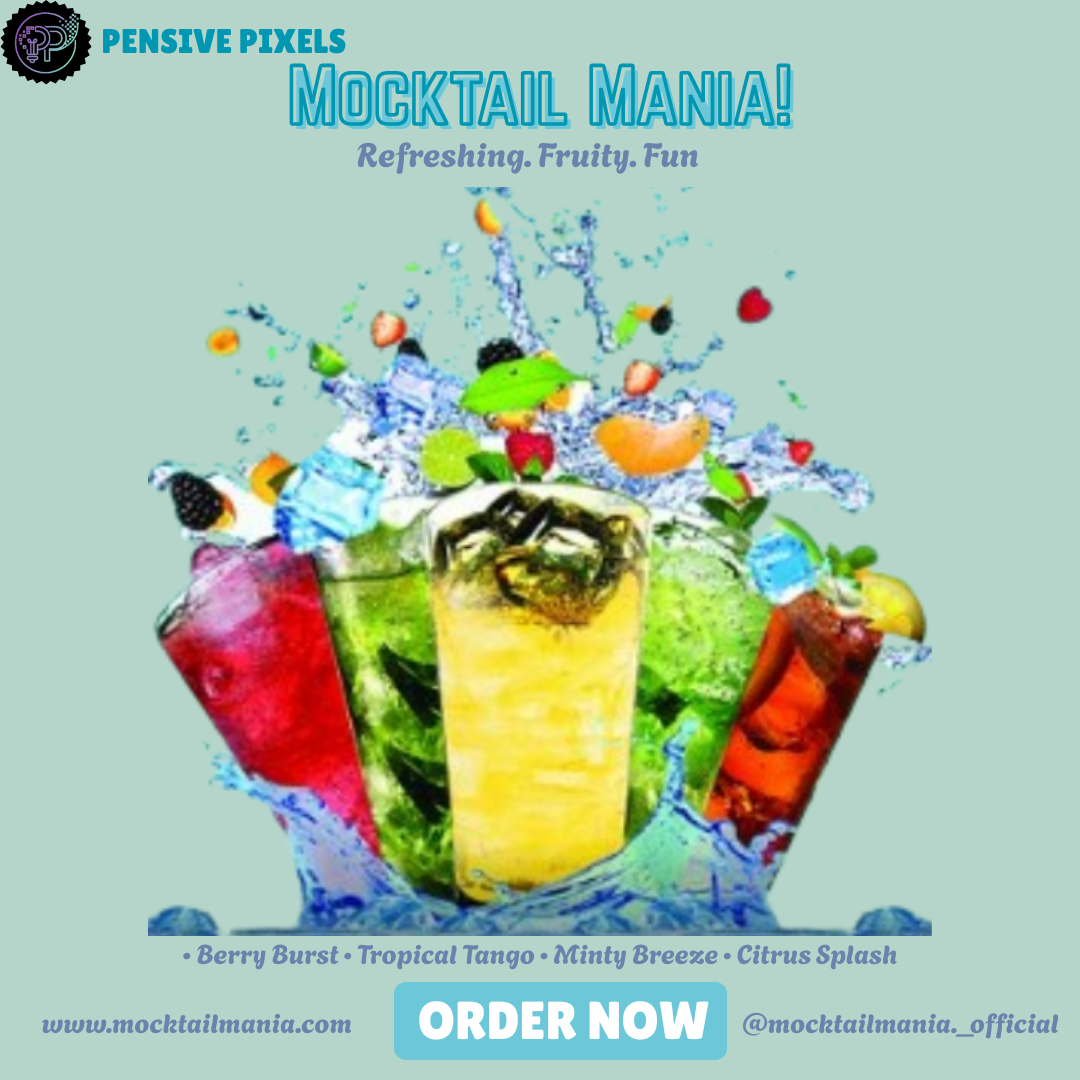 PP
PENSIVE PIXELS
Mocktail Mania!
Refreshing. Fruity. Fun
• Berry Burst • Tropical Tango • Minty Breeze • Citrus Splash
www.mocktailmania.com
ORDER NOW
@mocktailmania._official